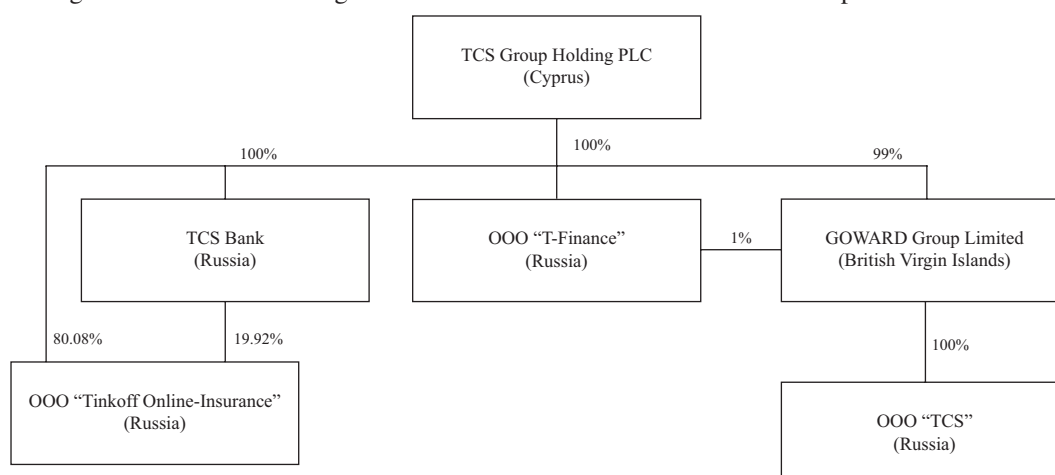 TCS Group Holding PLC
(Cyprus)
100%
100%
99%
TCS Bank
(Russia)
OOO “T-Finance”
(Russia)
1%
GOWARD Group Limited
(British Virgin Islands)
80.08%
19.92%
100%
OOO “Tinkoff Online-Insurance”
(Russia)
OOO “TCS”
(Russia)